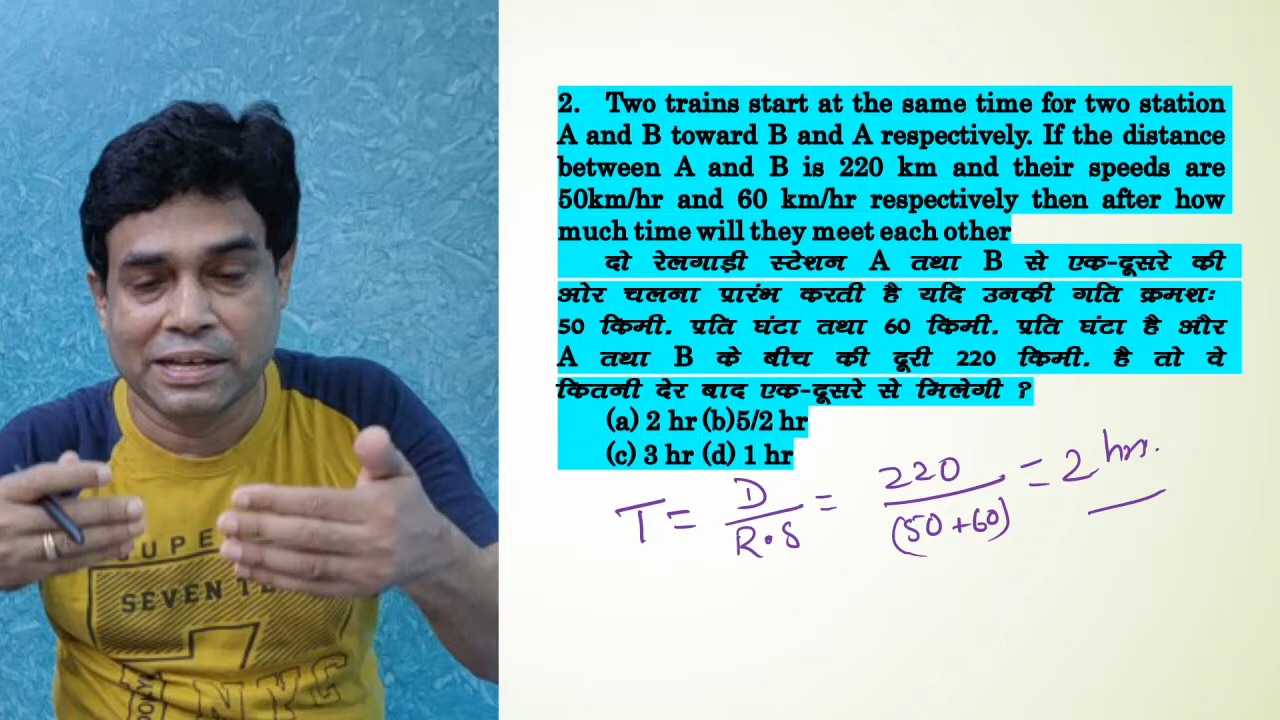 2. Two trains start at the same time for two station
A and B toward B and A respectively. If the distance
between A and B is 220 km and their speeds are
50km/hr and 60 km/hr respectively then after how
much time will they meet each other
दो रेलगाड़ी स्टेशन A तथा B से एक-दूसरे की
ओर चलना प्रारंभ करती है यदि उनकी गति क्रमशः
50 किमी. प्रति घंटा तथा 60 किमी. प्रति घंटा है और
A तथा B के बीच की दूरी 220 किमी. है तो वे
कितनी देर बाद एक-दूसरे से मिलेगी ?
(a) 2 hr (b)5/2 hr
(c) 3 hr (d) 1 hr
T = D/R.S = 220/(50+60) = 2 hrs.
SUPE
SEVEN TE
7
NYC